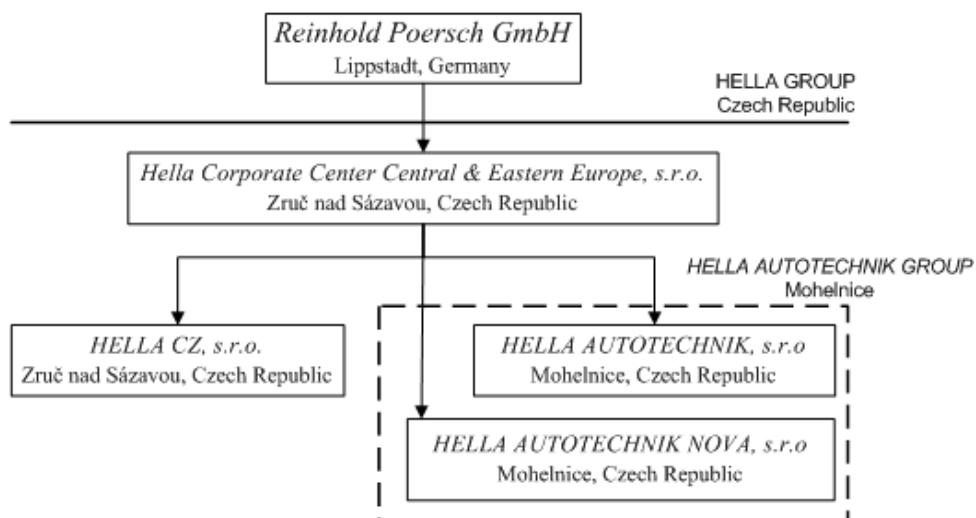 Reinhold Poersch GmbH
Lippstadt, Germany
HELLA GROUP
Czech Republic
Hella Corporate Center Central & Eastern Europe, s.r.o.
Zruč nad Sázavou, Czech Republic
HELLA AUTOTECHNIK GROUP
Mohelnice
HELLA CZ, s.r.o.
Zruč nad Sázavou, Czech Republic
HELLA AUTOTECHNIK, s.r.o
Mohelnice, Czech Republic
HELLA AUTOTECHNIK NOVA, s.r.o
Mohelnice, Czech Republic